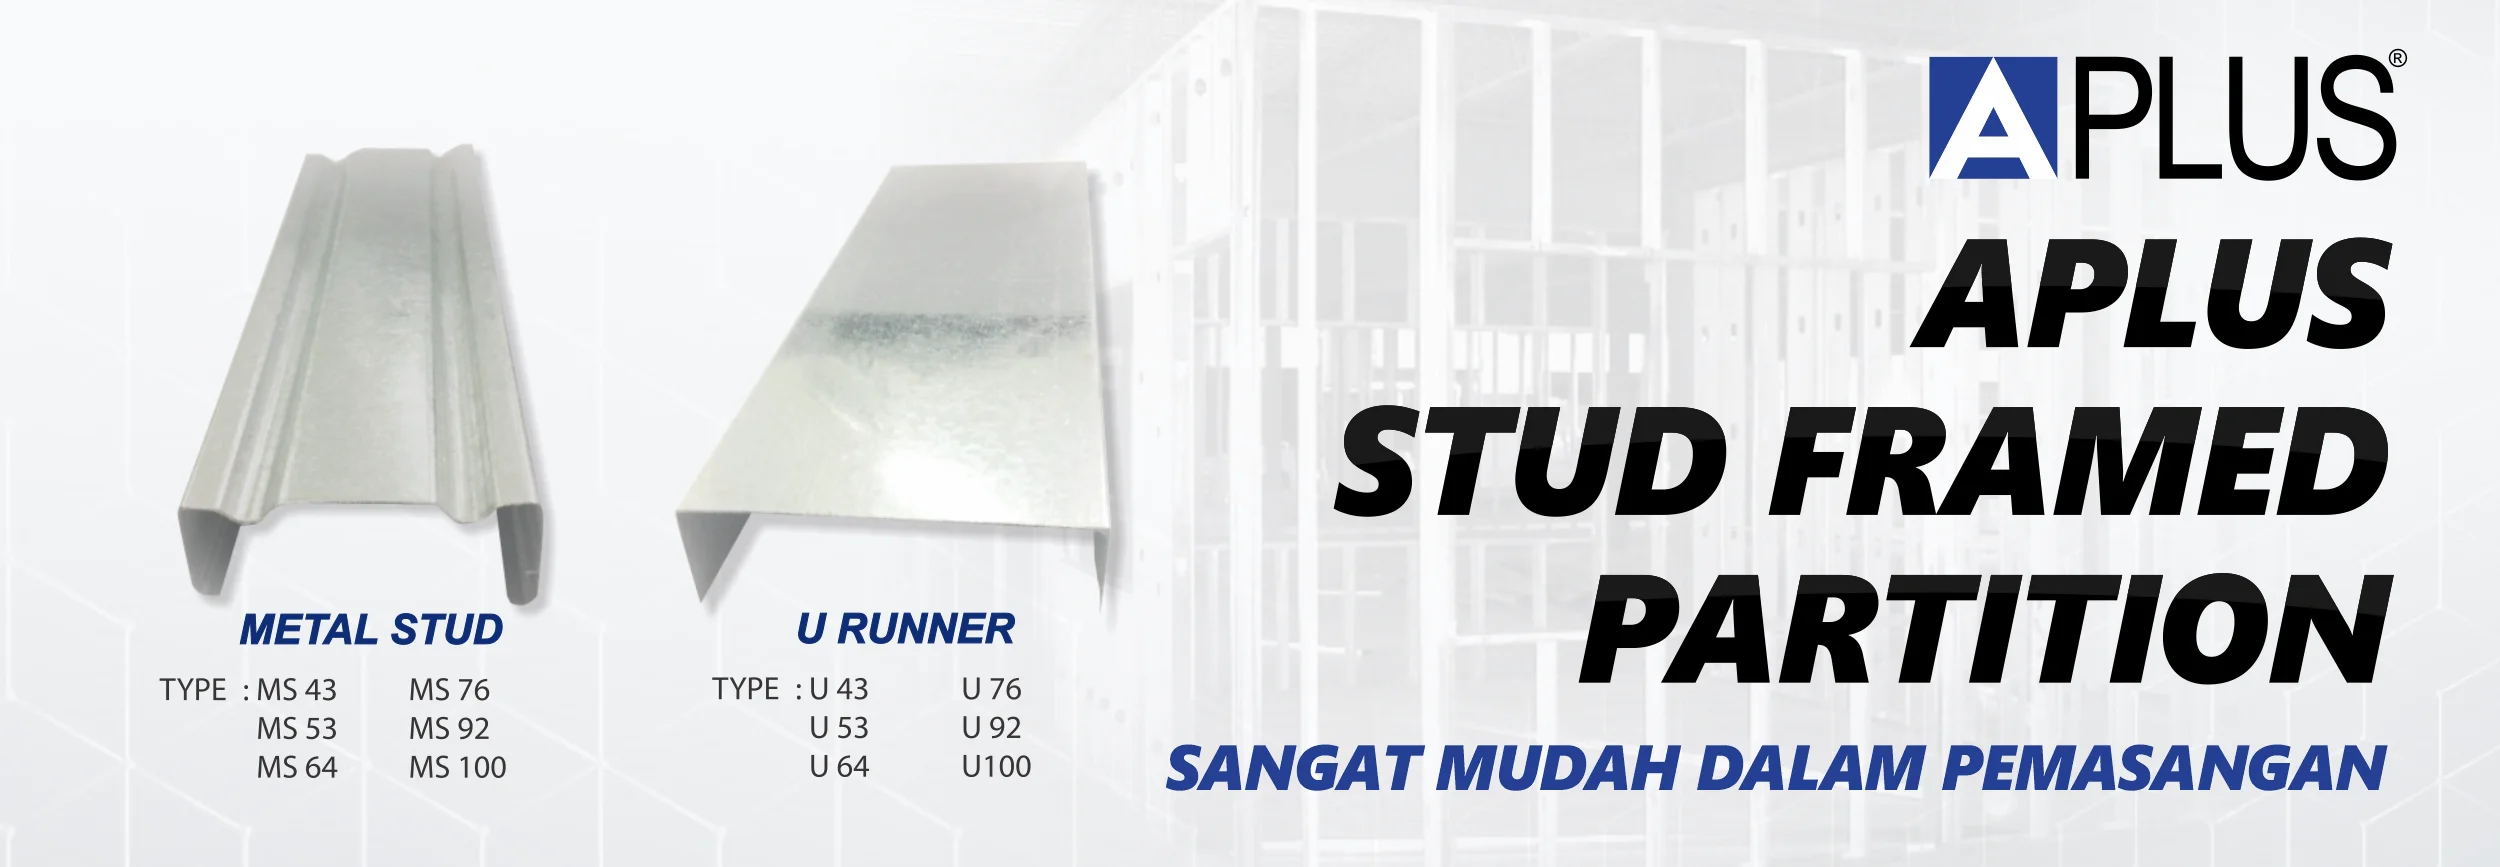 APLUS®
APLUS
STUD FRAMED
PARTITION
SANGAT MUDAH DALAM PEMASANGAN
METAL STUD
TYPE : MS 43 MS 76
MS 53 MS 92
MS 64 MS 100
U RUNNER
TYPE : U 43 U 76
U 53 U 92
U 64 U100